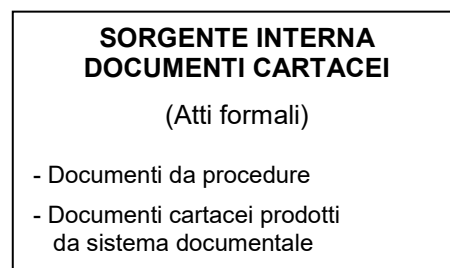 SORGENTE INTERNA
DOCUMENTI CARTACEI
(Atti formali)
- Documenti da procedure
- Documenti cartacei prodotti
da sistema documentale